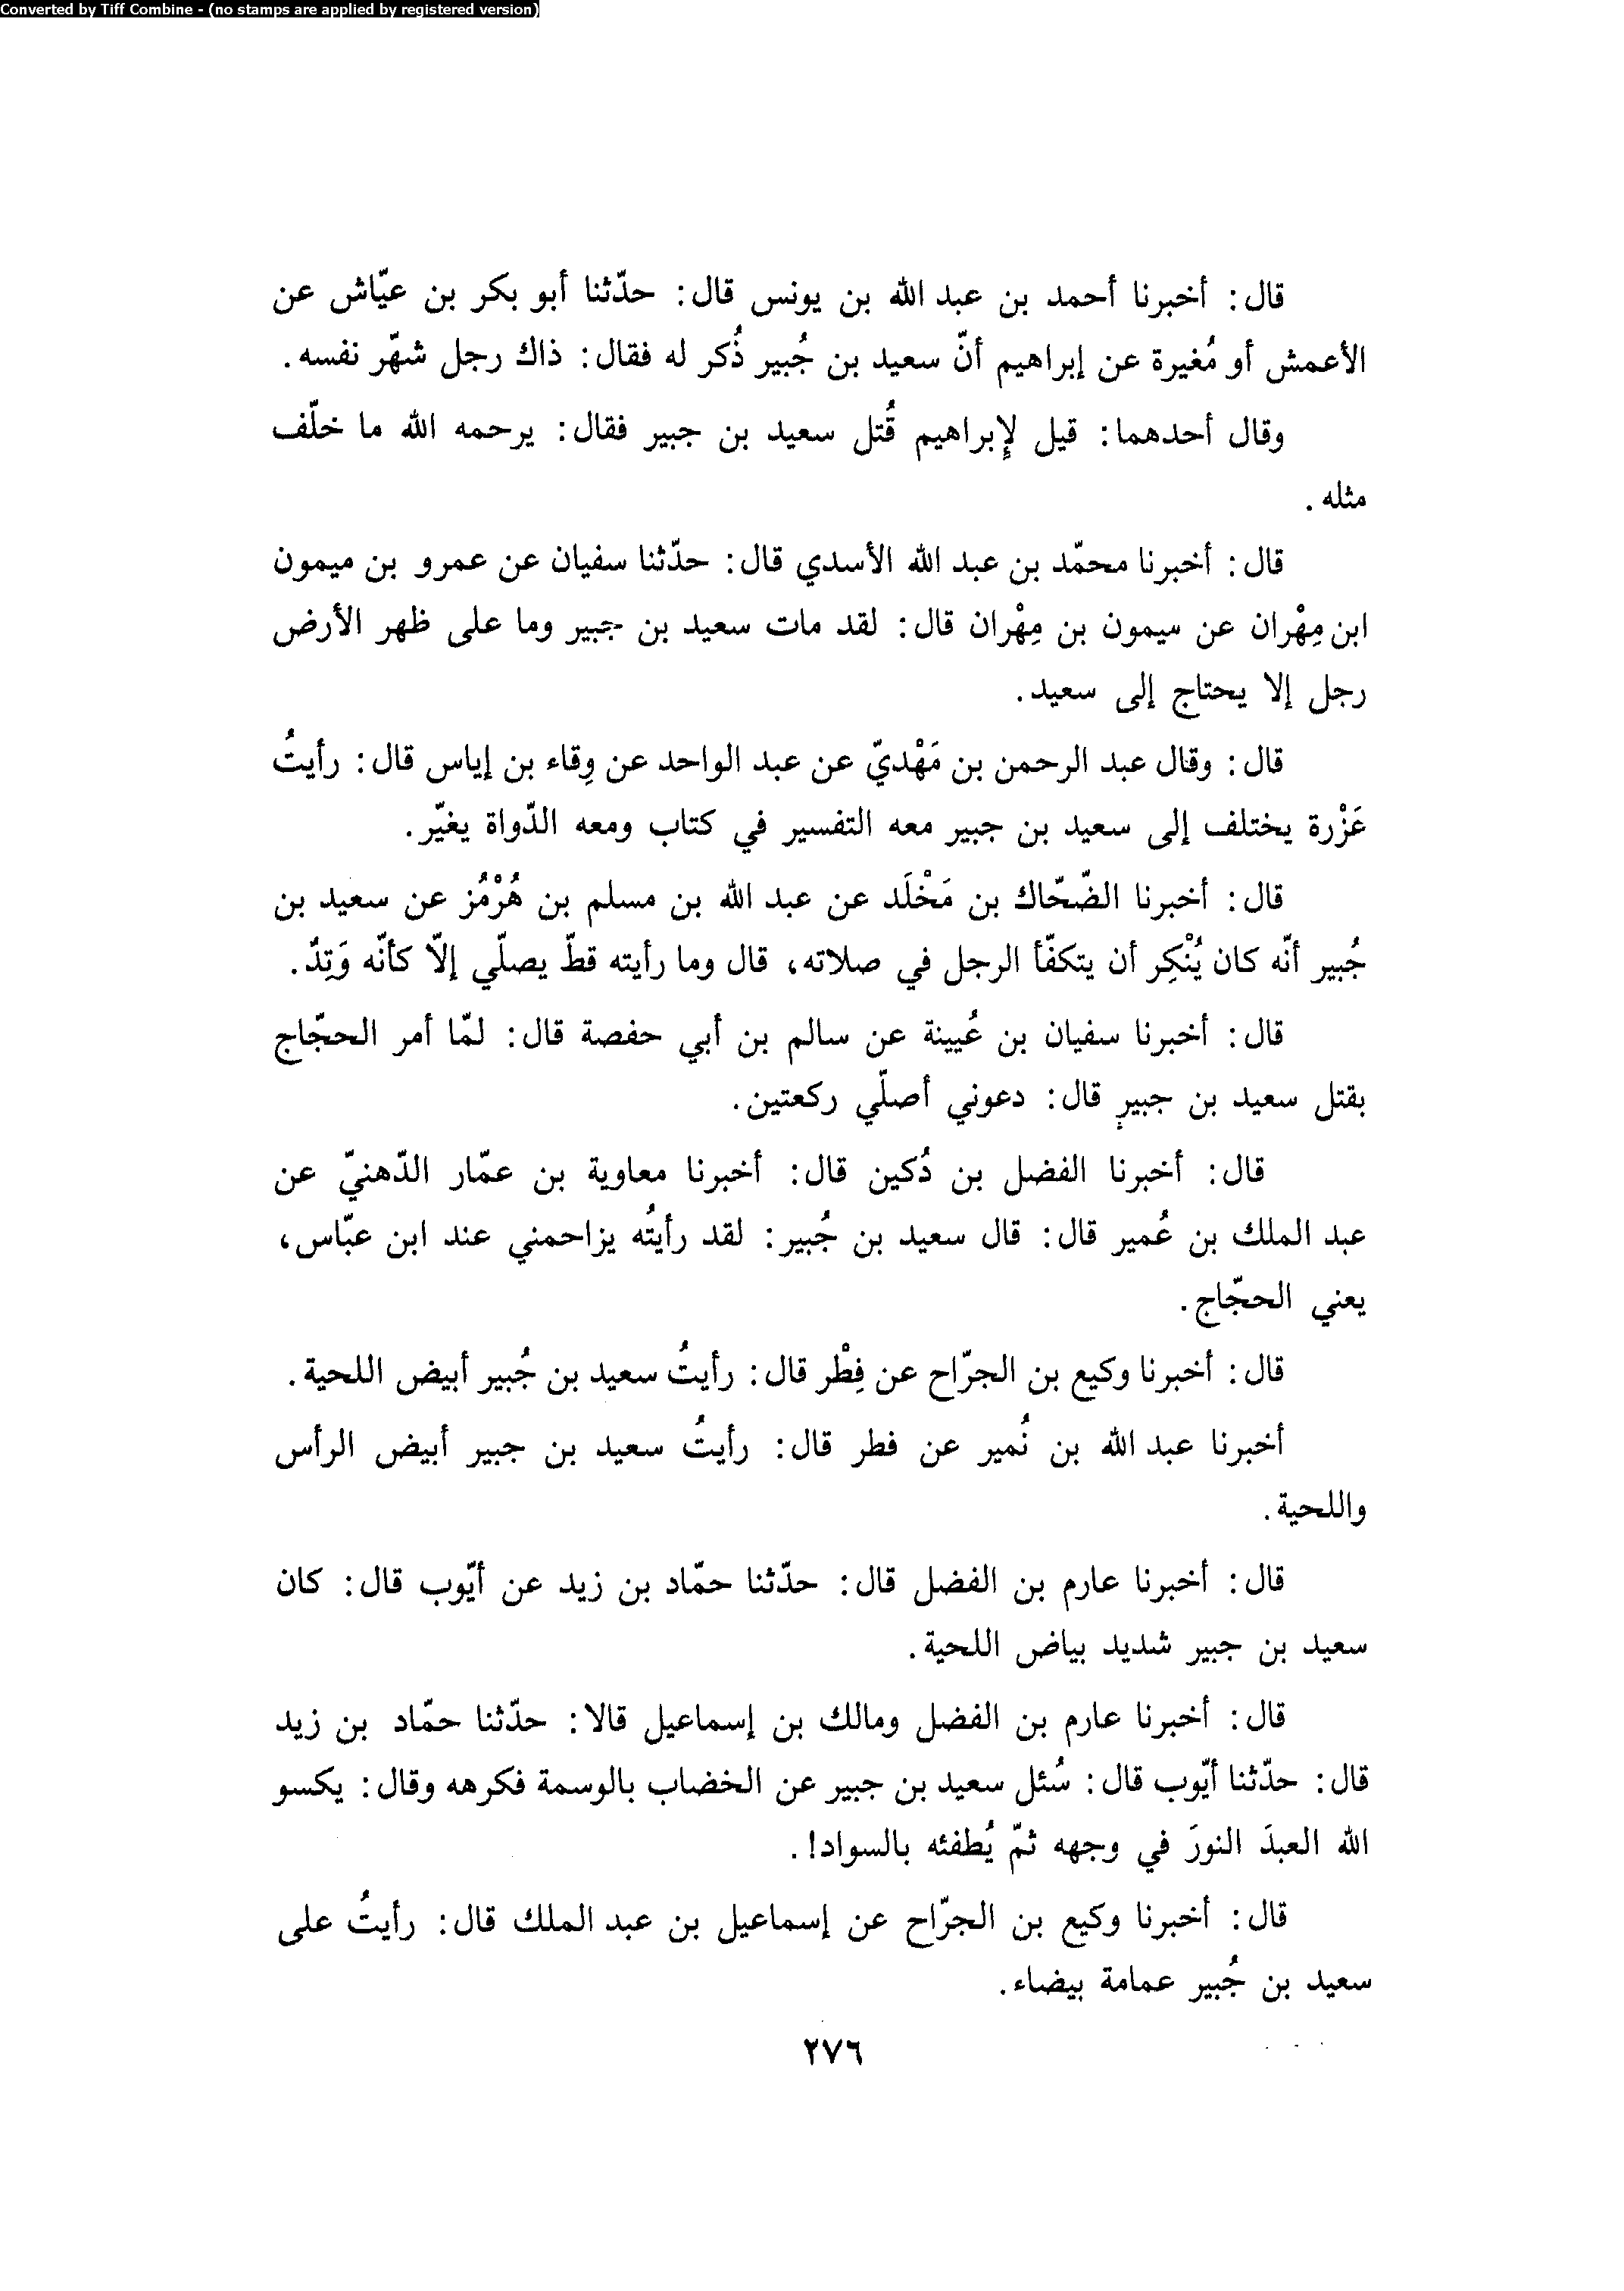 Converted by Tiff Combine - (no stamps are applied by registered version)
قال: أخبرنا أحمد بن عبد الله بن يونس قال: حدّثنا أبو بكر بن عيّاش عن
الأعمش أو مُغيرة عن إبراهيم أنّ سعيد بن جُبير ذُكر له فقال: ذاك رجل شهّر نفسه.
وقال أحدهما: قيل لإبراهيم قُتل سعيد بن جبير فقال: يرحمه الله ما خلّف
مثله.
قال: أخبرنا محمّد بن عبد الله الأسدي قال: حدّثنا سفيان عن عمرو بن ميمون
ابن مِهْران عن ميمون بن مِهْران قال: لقد مات سعيد بن جبير وما على ظهر الأرض
رجل إلا يحتاج إلى سعيد.
قال: وقال عبد الرحمن بن مَهْديّ عن عبد الواحد عن وِقاء بن إياس قال: رأيتُ
عَزْرة يختلف إلى سعيد بن جبير معه التفسير في كتاب ومعه الدّواة يغيّر.
قال: أخبرنا الضّحّاك بن مَخْلَد عن عبد الله بن مسلم بن هُرْمُز عن سعيد بن
جُبير أنّه كان يُنْكِر أن يتكفّأ الرجل في صلاته، قال وما رأيته قطّ يصلّي إلّا كأنّه وَتِدٌ.
قال: أخبرنا سفيان بن عُيينة عن سالم بن أبي حفصة قال: لمّا أمر الحجّاج
بقتل سعيد بن جبيرٍ قال: دعوني أصلّي ركعتين.
قال: أخبرنا الفضل بن دُكين قال: أخبرنا معاوية بن عمّار الدّهنيّ عن
عبد الملك بن عُمير قال: قال سعيد بن جُبير: لقد رأيتُه يزاحمني عند ابن عبّاس،
يعني الحجّاج.
قال: أخبرنا وكيع بن الجرّاح عن فِطْر قال: رأيتُ سعيد بن جُبير أبيض اللحية.
أخبرنا عبد الله بن نُمير عن فطر قال: رأيتُ سعيد بن جبير أبيض الرأس
واللحية.
قال: أخبرنا عارم بن الفضل قال: حدّثنا حمّاد بن زيد عن أيّوب قال: كان
سعيد بن جبير شديد بياض اللحية.
قال: أخبرنا عارم بن الفضل ومالك بن إسماعيل قالا: حدّثنا حمّاد بن زيد
قال: حدّثنا أيّوب قال: سُئل سعيد بن جبير عن الخضاب بالوسمة فكرهه وقال: يكسو
الله العبدَ النورَ في وجهه ثمّ يُطفئه بالسواد!.
قال: أخبرنا وكيع بن الجرّاح عن إسماعيل بن عبد الملك قال: رأيتُ على
سعيد بن جُبير عمامة بيضاء.
٢٧٦